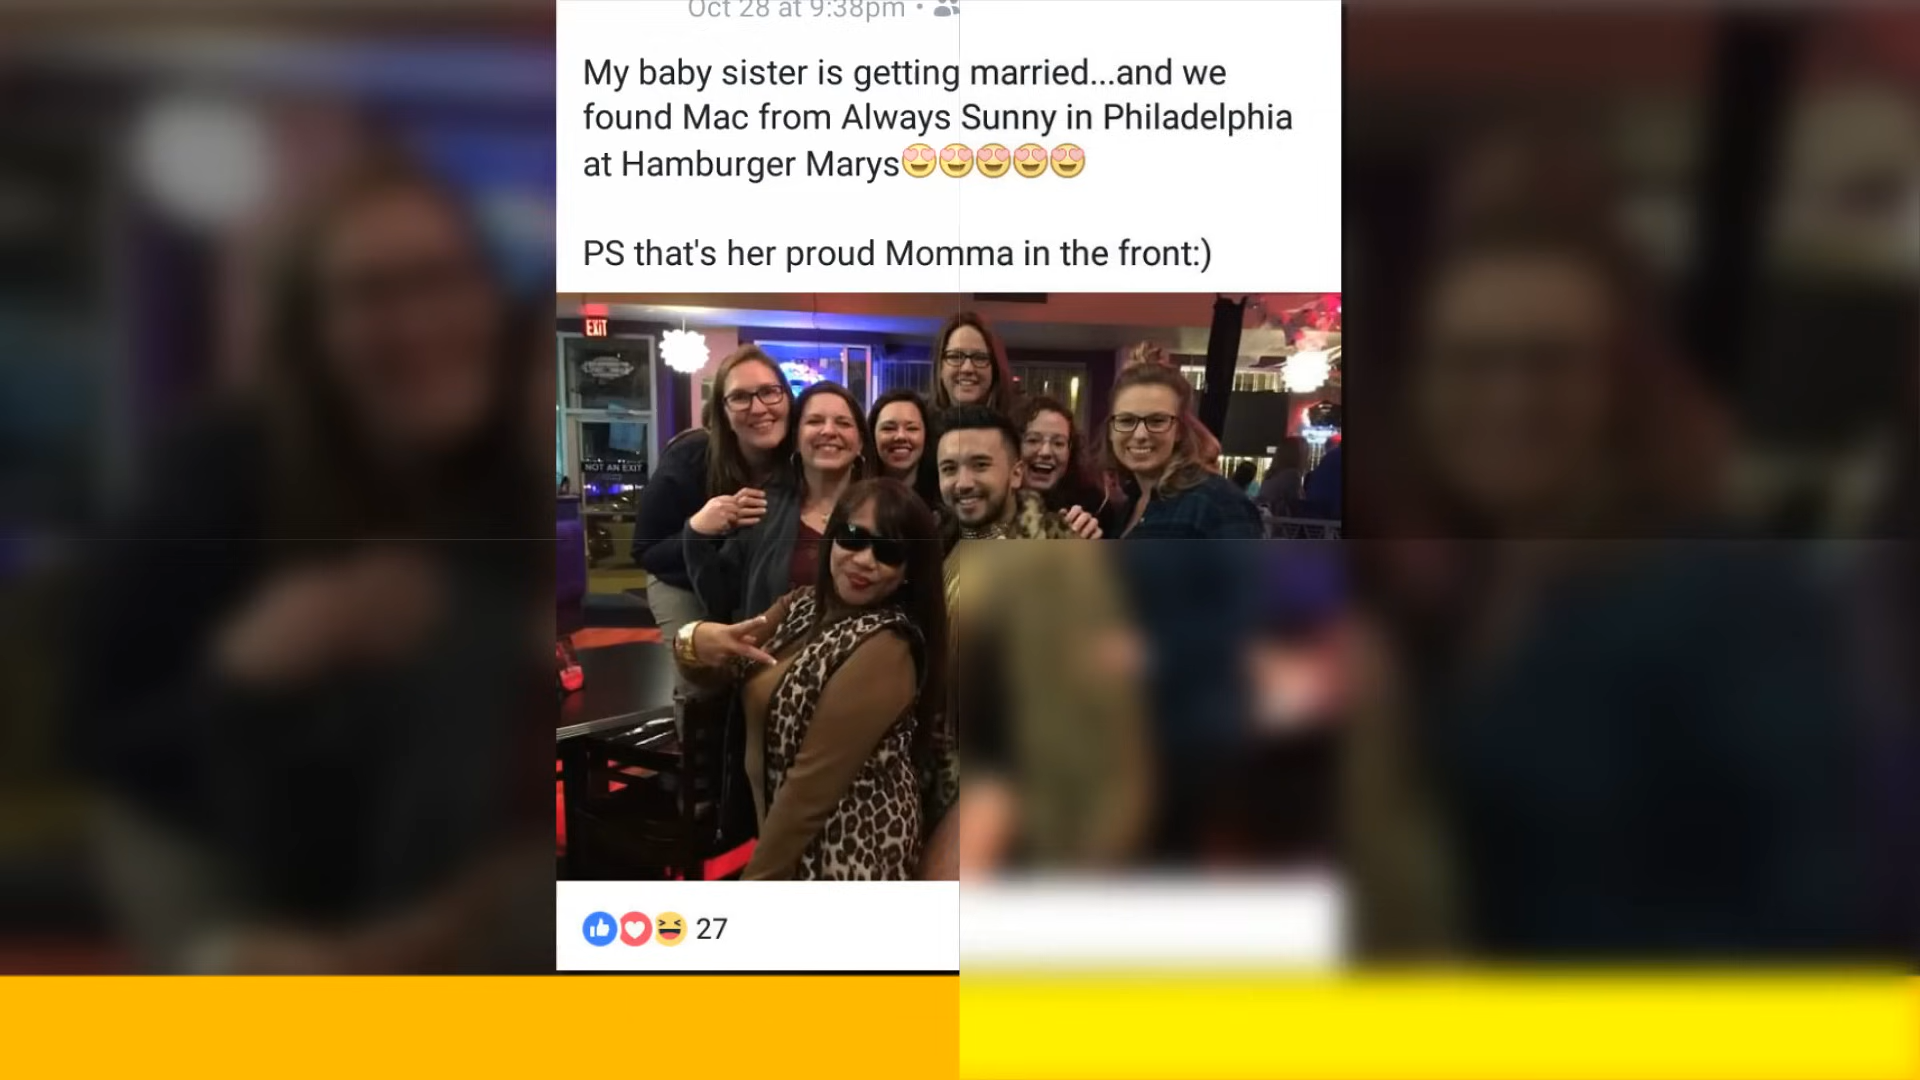 Oct 28 at 9:38pm •
My baby sister is getting married...and we
found Mac from Always Sunny in Philadelphia
at Hamburger Marys😍😍😍😍😍
PS that's her proud Momma in the front:)
EXIT
NOT AN EXIT
27